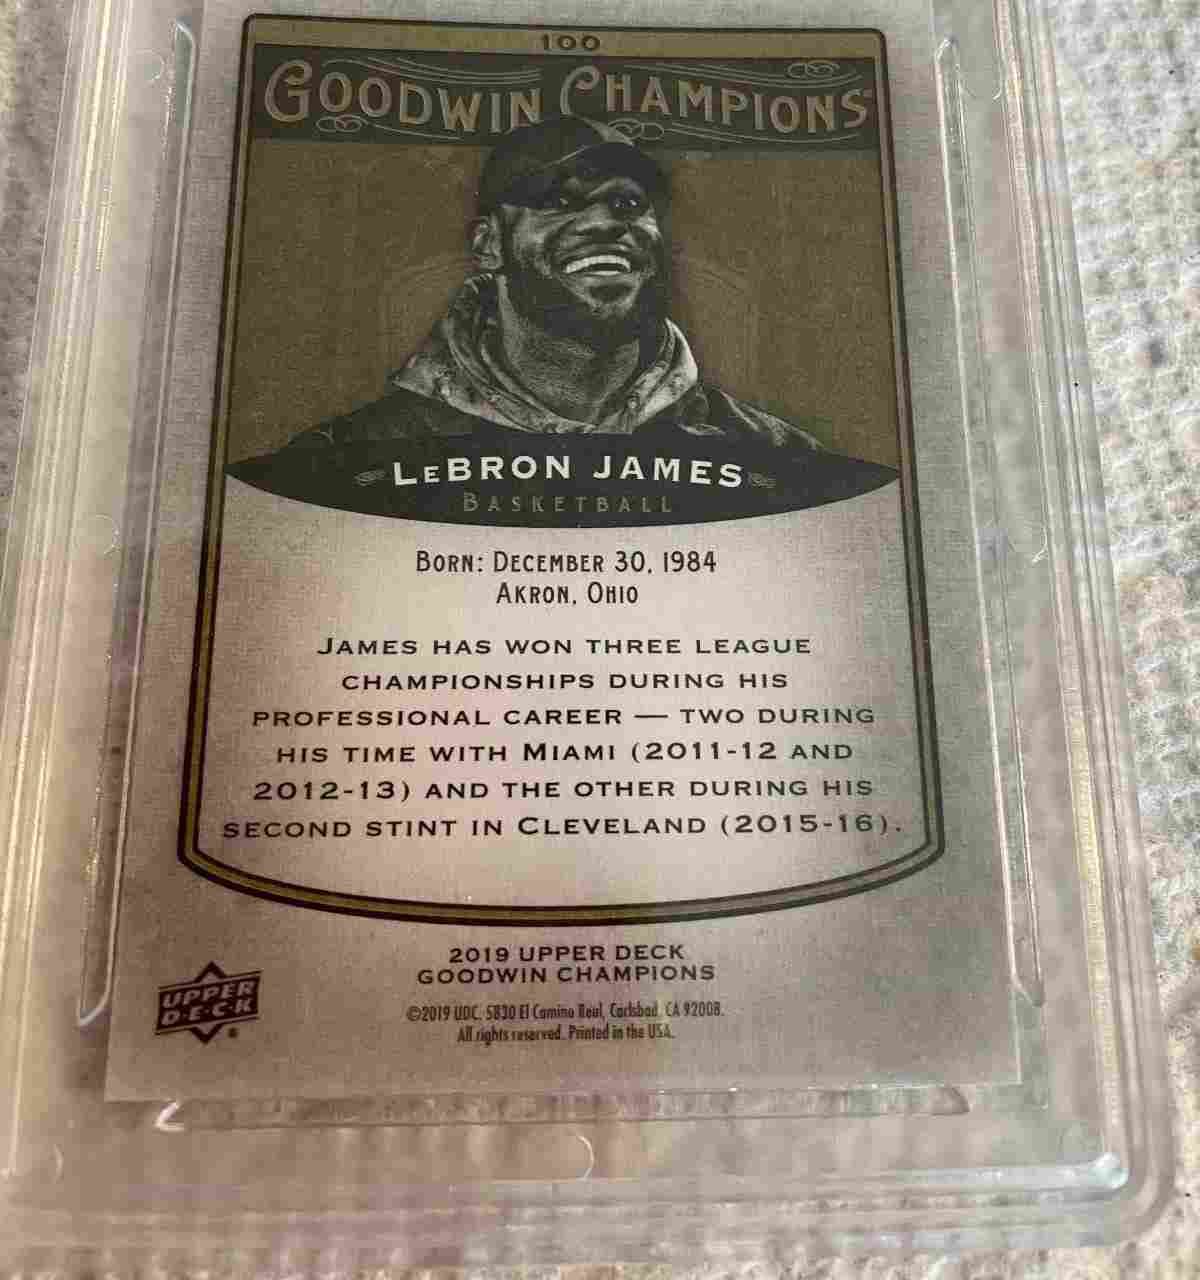 100
GOODWIN CHAMPIONS®
LeBRON JAMES
BASKETBALL
BORN: DECEMBER 30, 1984
AKRON, OHIO
JAMES HAS WON THREE LEAGUE
CHAMPIONSHIPS DURING HIS
PROFESSIONAL CAREER — TWO DURING
HIS TIME WITH MIAMI (2011-12 AND
2012-13) AND THE OTHER DURING HIS
SECOND STINT IN CLEVELAND (2015-16).
2019 UPPER DECK
GOODWIN CHAMPIONS
UPPER
D·E·C·K®
©2019 UDC. 5830 El Camino Real, Carlsbad, CA 92008.
All rights reserved. Printed in the USA.